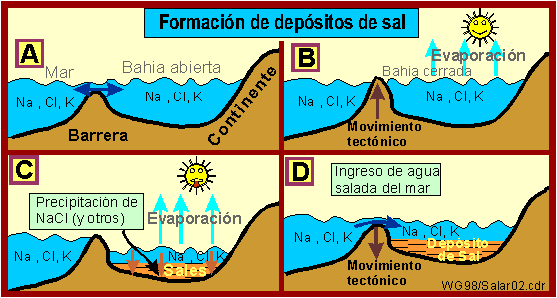 Formación de depósitos de sal
A
Mar
Bahia abierta
Na , Cl, K
Na , Cl, K
Barrera
Continente
B
Evaporación
Bahia cerrada
Na , Cl, K
Na , Cl, K
Movimiento
tectónico
C
Precipitación de
NaCl (y otros)
Evaporación
Na , Cl, K
Na, Cl, K
Sales
D
Ingreso de agua
salada del mar
Na , Cl, K
Na, Cl, K
Depósito
de Sal
Movimiento
tectónico
WG98/Salar02.cdr